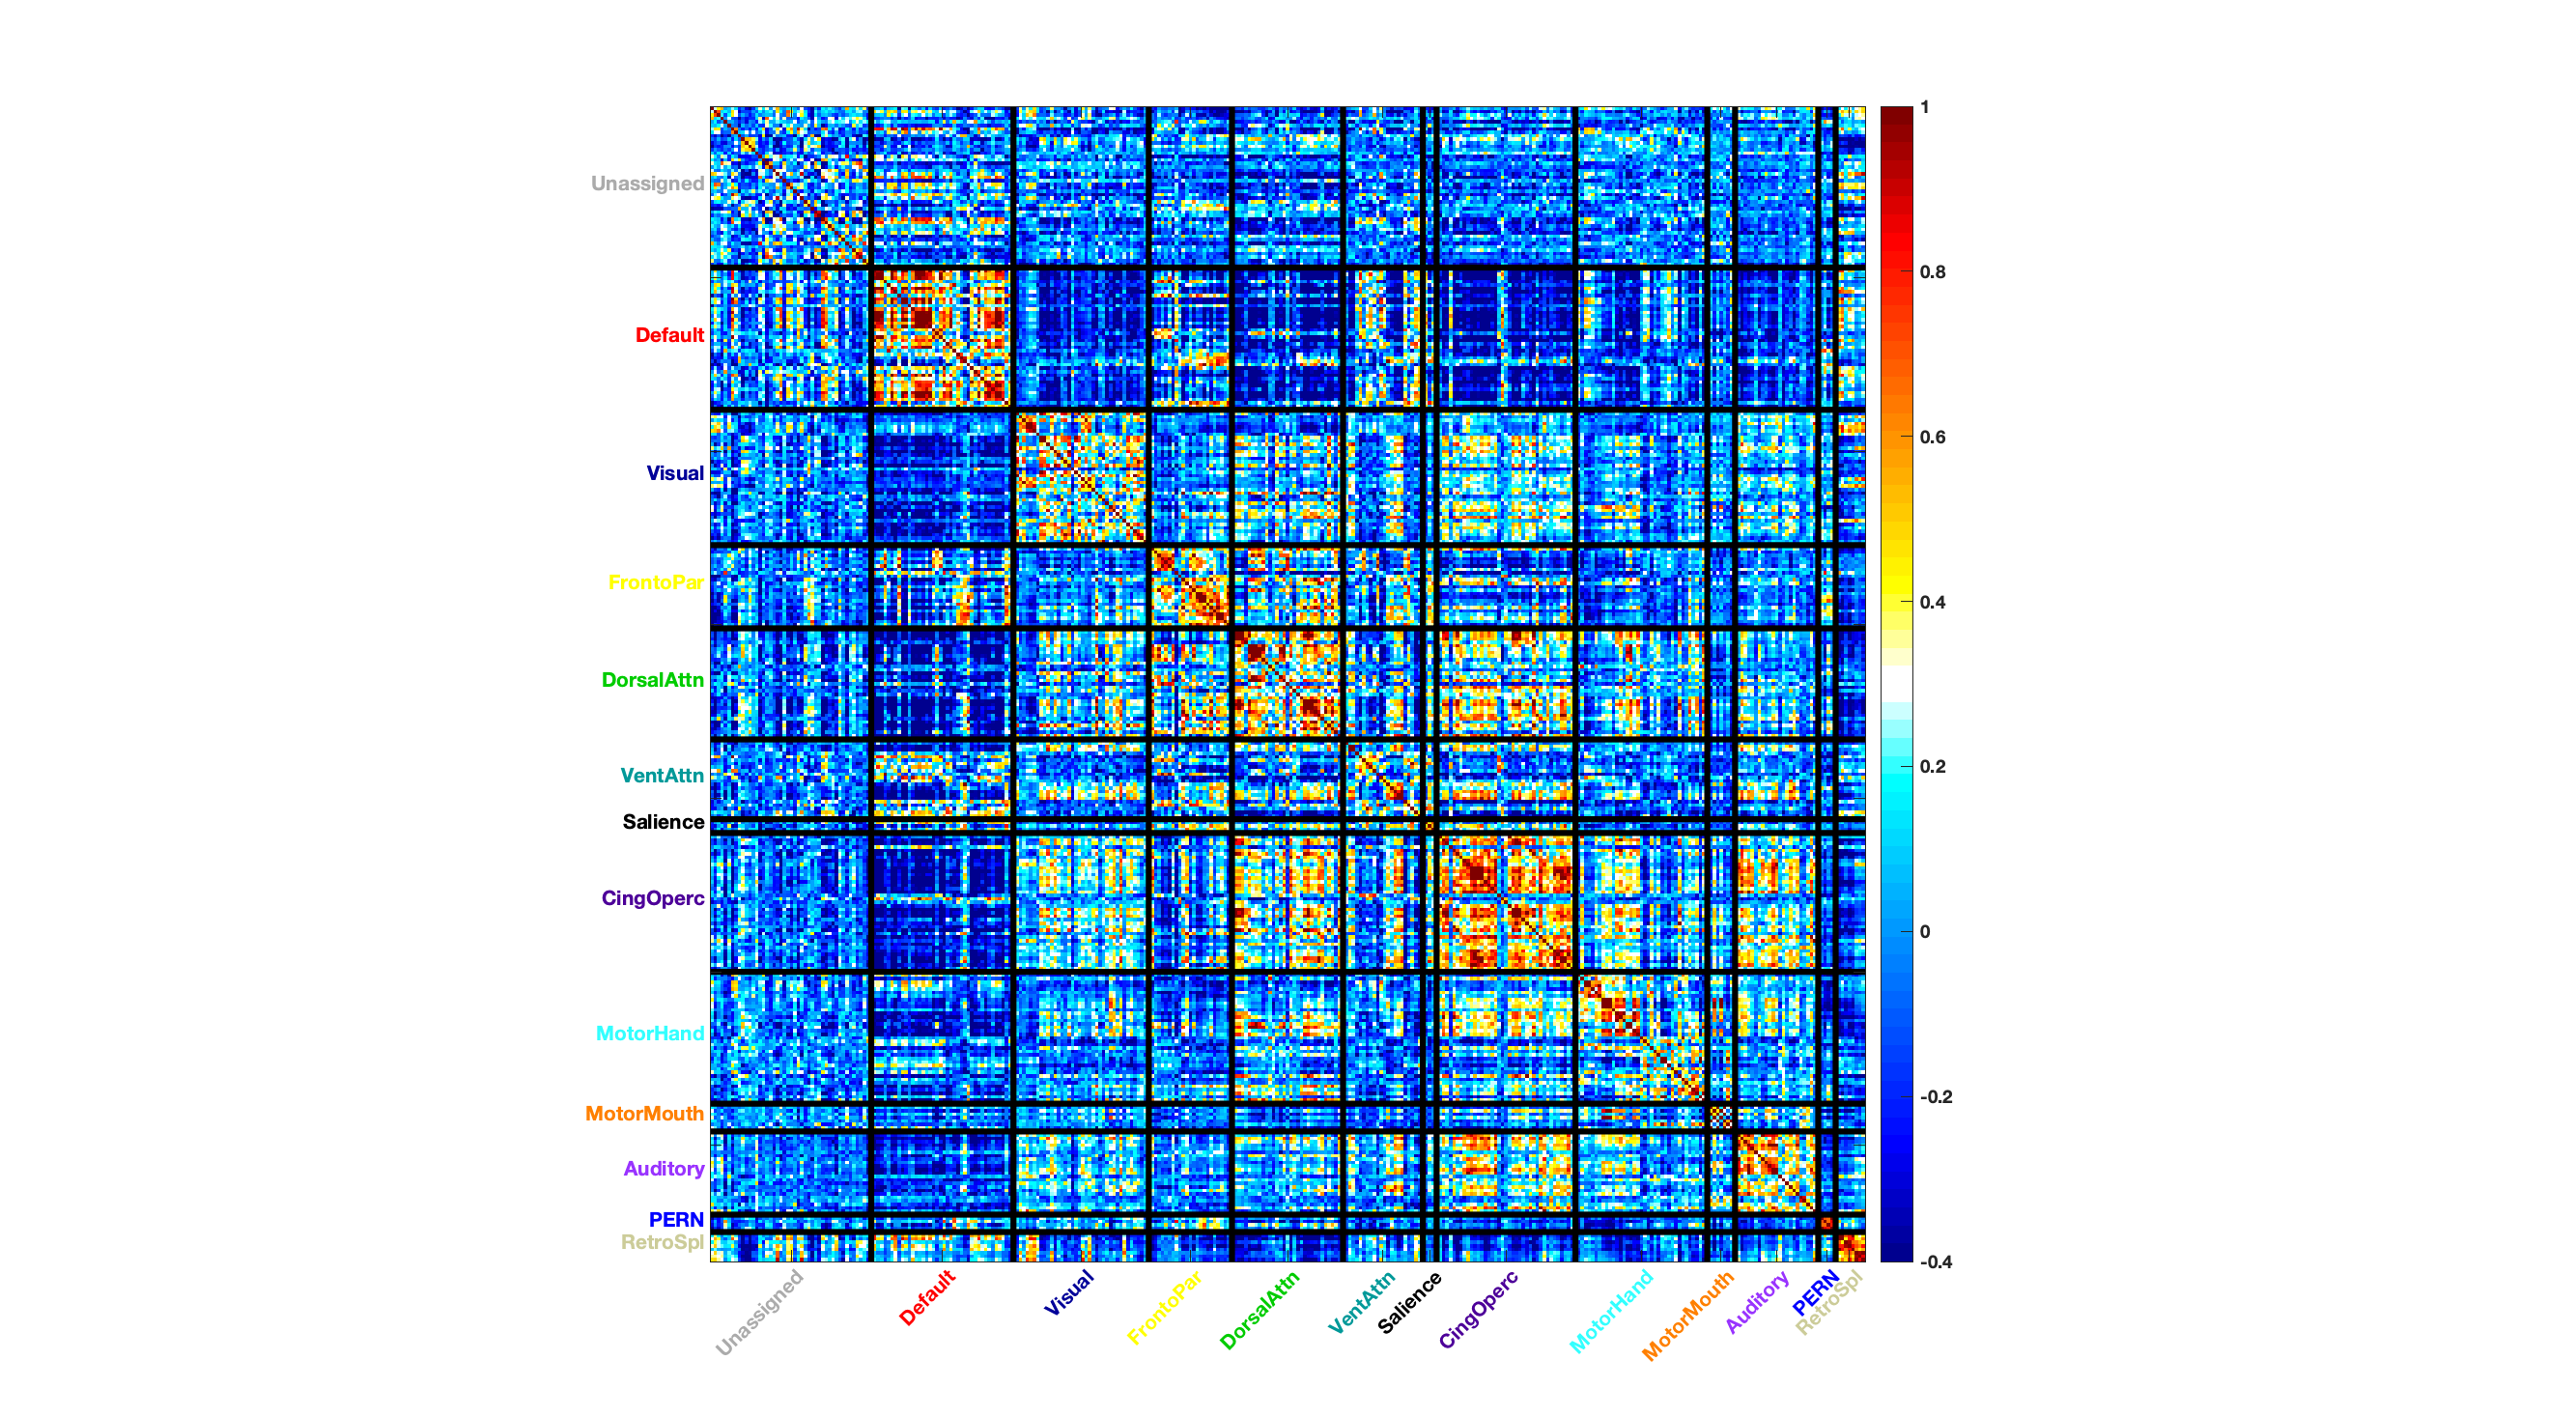 Unassigned
Default
Visual
FrontoPar
DorsalAttn
VentAttn
Salience
CingOperc
MotorHand
MotorMouth
Auditory
PERN
RetroSpl
Unassigned
Default
Visual
FrontoPar
DorsalAttn
VentAttn
Salience
CingOperc
MotorHand
MotorMouth
Auditory
PERN
RetroSpl
1
0.8
0.6
0.4
0.2
0
-0.2
-0.4